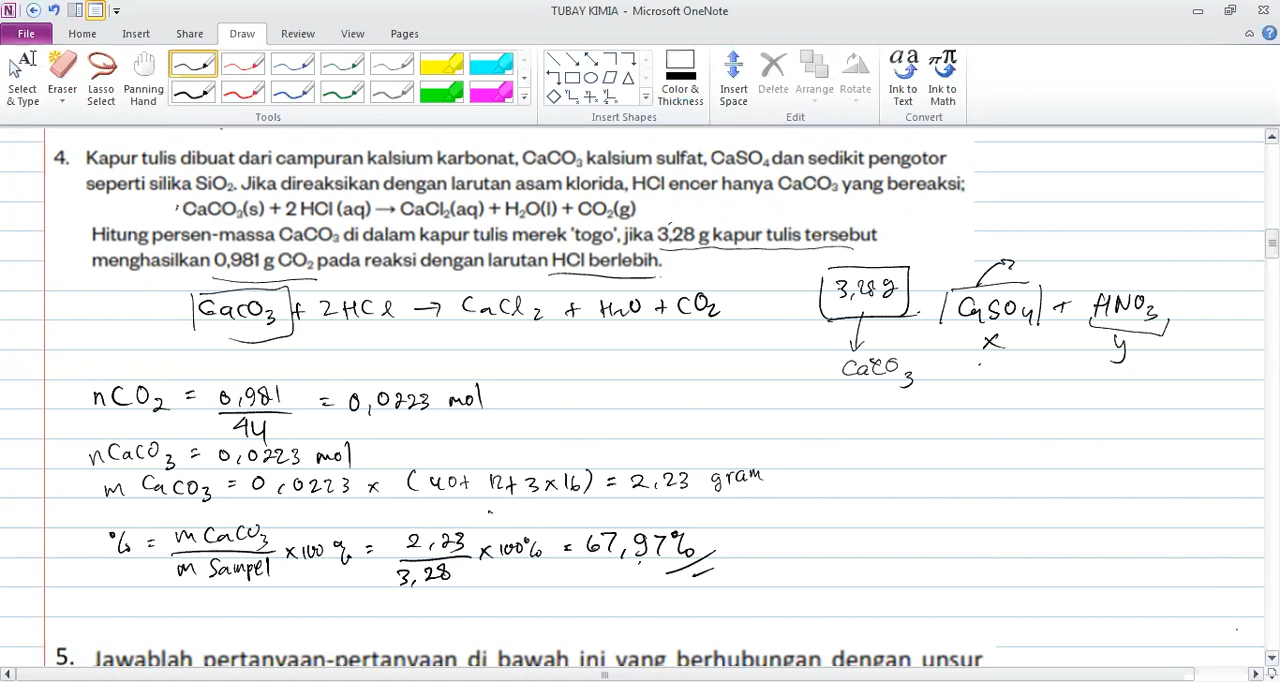 TUBAY KIMIA - Microsoft OneNote
File Home Insert Share Draw Review View Pages
Select & Type Eraser Lasso Select Panning Hand Color & Thickness Insert Space Delete Arrange Rotate Ink to Text Ink to Math
Tools Insert Shapes Edit Convert
4. Kapur tulis dibuat dari campuran kalsium karbonat, CaCO₃ kalsium sulfat, CaSO₄ dan sedikit pengotor
seperti silika SiO₂. Jika direaksikan dengan larutan asam klorida, HCl encer hanya CaCO₃ yang bereaksi;
CaCO₃(s) + 2 HCl (aq) → CaCl₂(aq) + H₂O(l) + CO₂(g)
Hitung persen-massa CaCO₃ di dalam kapur tulis merek 'togo', jika 3,28 g kapur tulis tersebut
menghasilkan 0,981 g CO₂ pada reaksi dengan larutan HCl berlebih.
CaCO₃ + 2HCl → CaCl₂ + H₂O + CO₂
3,28 g CaSO₄ + HNO₃
x y
CaCO₃
nCO₂ = 0,981 / 44 = 0,0223 mol
nCaCO₃ = 0,0223 mol
m CaCO₃ = 0,0223 × (40+ 12+ 3×16) = 2,23 gram
% = m CaCO₃ / m Sampel ×100 % = 2,23 / 3,28 ×100% = 67,97%
5. Jawablah pertanyaan-pertanyaan di bawah ini yang berhubungan dengan unsur